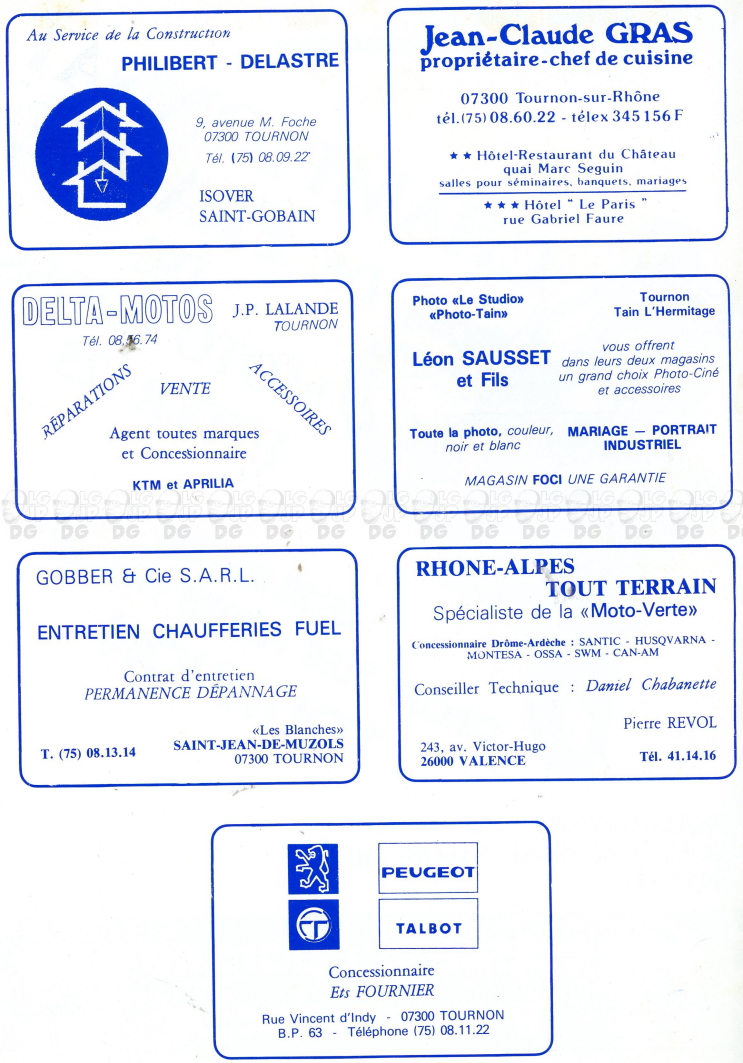 Au Service de la Construction
PHILIBERT - DELASTRE
9, avenue M. Foche
07300 TOURNON
Tél. (75) 08.09.22
ISOVER
SAINT-GOBAIN
Jean-Claude GRAS
propriétaire-chef de cuisine
07300 Tournon-sur-Rhône
tél.(75) 08.60.22 - télex 345 156 F
★★ Hôtel-Restaurant du Château
quai Marc Seguin
salles pour séminaires, banquets, mariages
★★★ Hôtel " Le Paris "
rue Gabriel Faure
DELTA-MOTOS
J.P. LALANDE
TOURNON
Tél. 08.56.74
RÉPARATIONS
VENTE
ACCESSOIRES
Agent toutes marques
et Concessionnaire
KTM et APRILIA
Photo «Le Studio»
«Photo-Tain»
Tournon
Tain L'Hermitage
Léon SAUSSET
et Fils
vous offrent
dans leurs deux magasins
un grand choix Photo-Ciné
et accessoires
Toute la photo, couleur,
noir et blanc
MARIAGE — PORTRAIT
INDUSTRIEL
MAGASIN FOCI UNE GARANTIE
GOBBER & Cie S.A.R.L.
ENTRETIEN CHAUFFERIES FUEL
Contrat d'entretien
PERMANENCE DÉPANNAGE
T. (75) 08.13.14
«Les Blanches»
SAINT-JEAN-DE-MUZOLS
07300 TOURNON
RHONE-ALPES
TOUT TERRAIN
Spécialiste de la «Moto-Verte»
Concessionnaire Drôme-Ardèche : SANTIC - HUSQVARNA -
MONTESA - OSSA - SWM - CAN-AM
Conseiller Technique : Daniel Chabanette
Pierre REVOL
243, av. Victor-Hugo
26000 VALENCE
Tél. 41.14.16
PEUGEOT
TALBOT
Concessionnaire
Ets FOURNIER
Rue Vincent d'Indy - 07300 TOURNON
B.P. 63 - Téléphone (75) 08.11.22